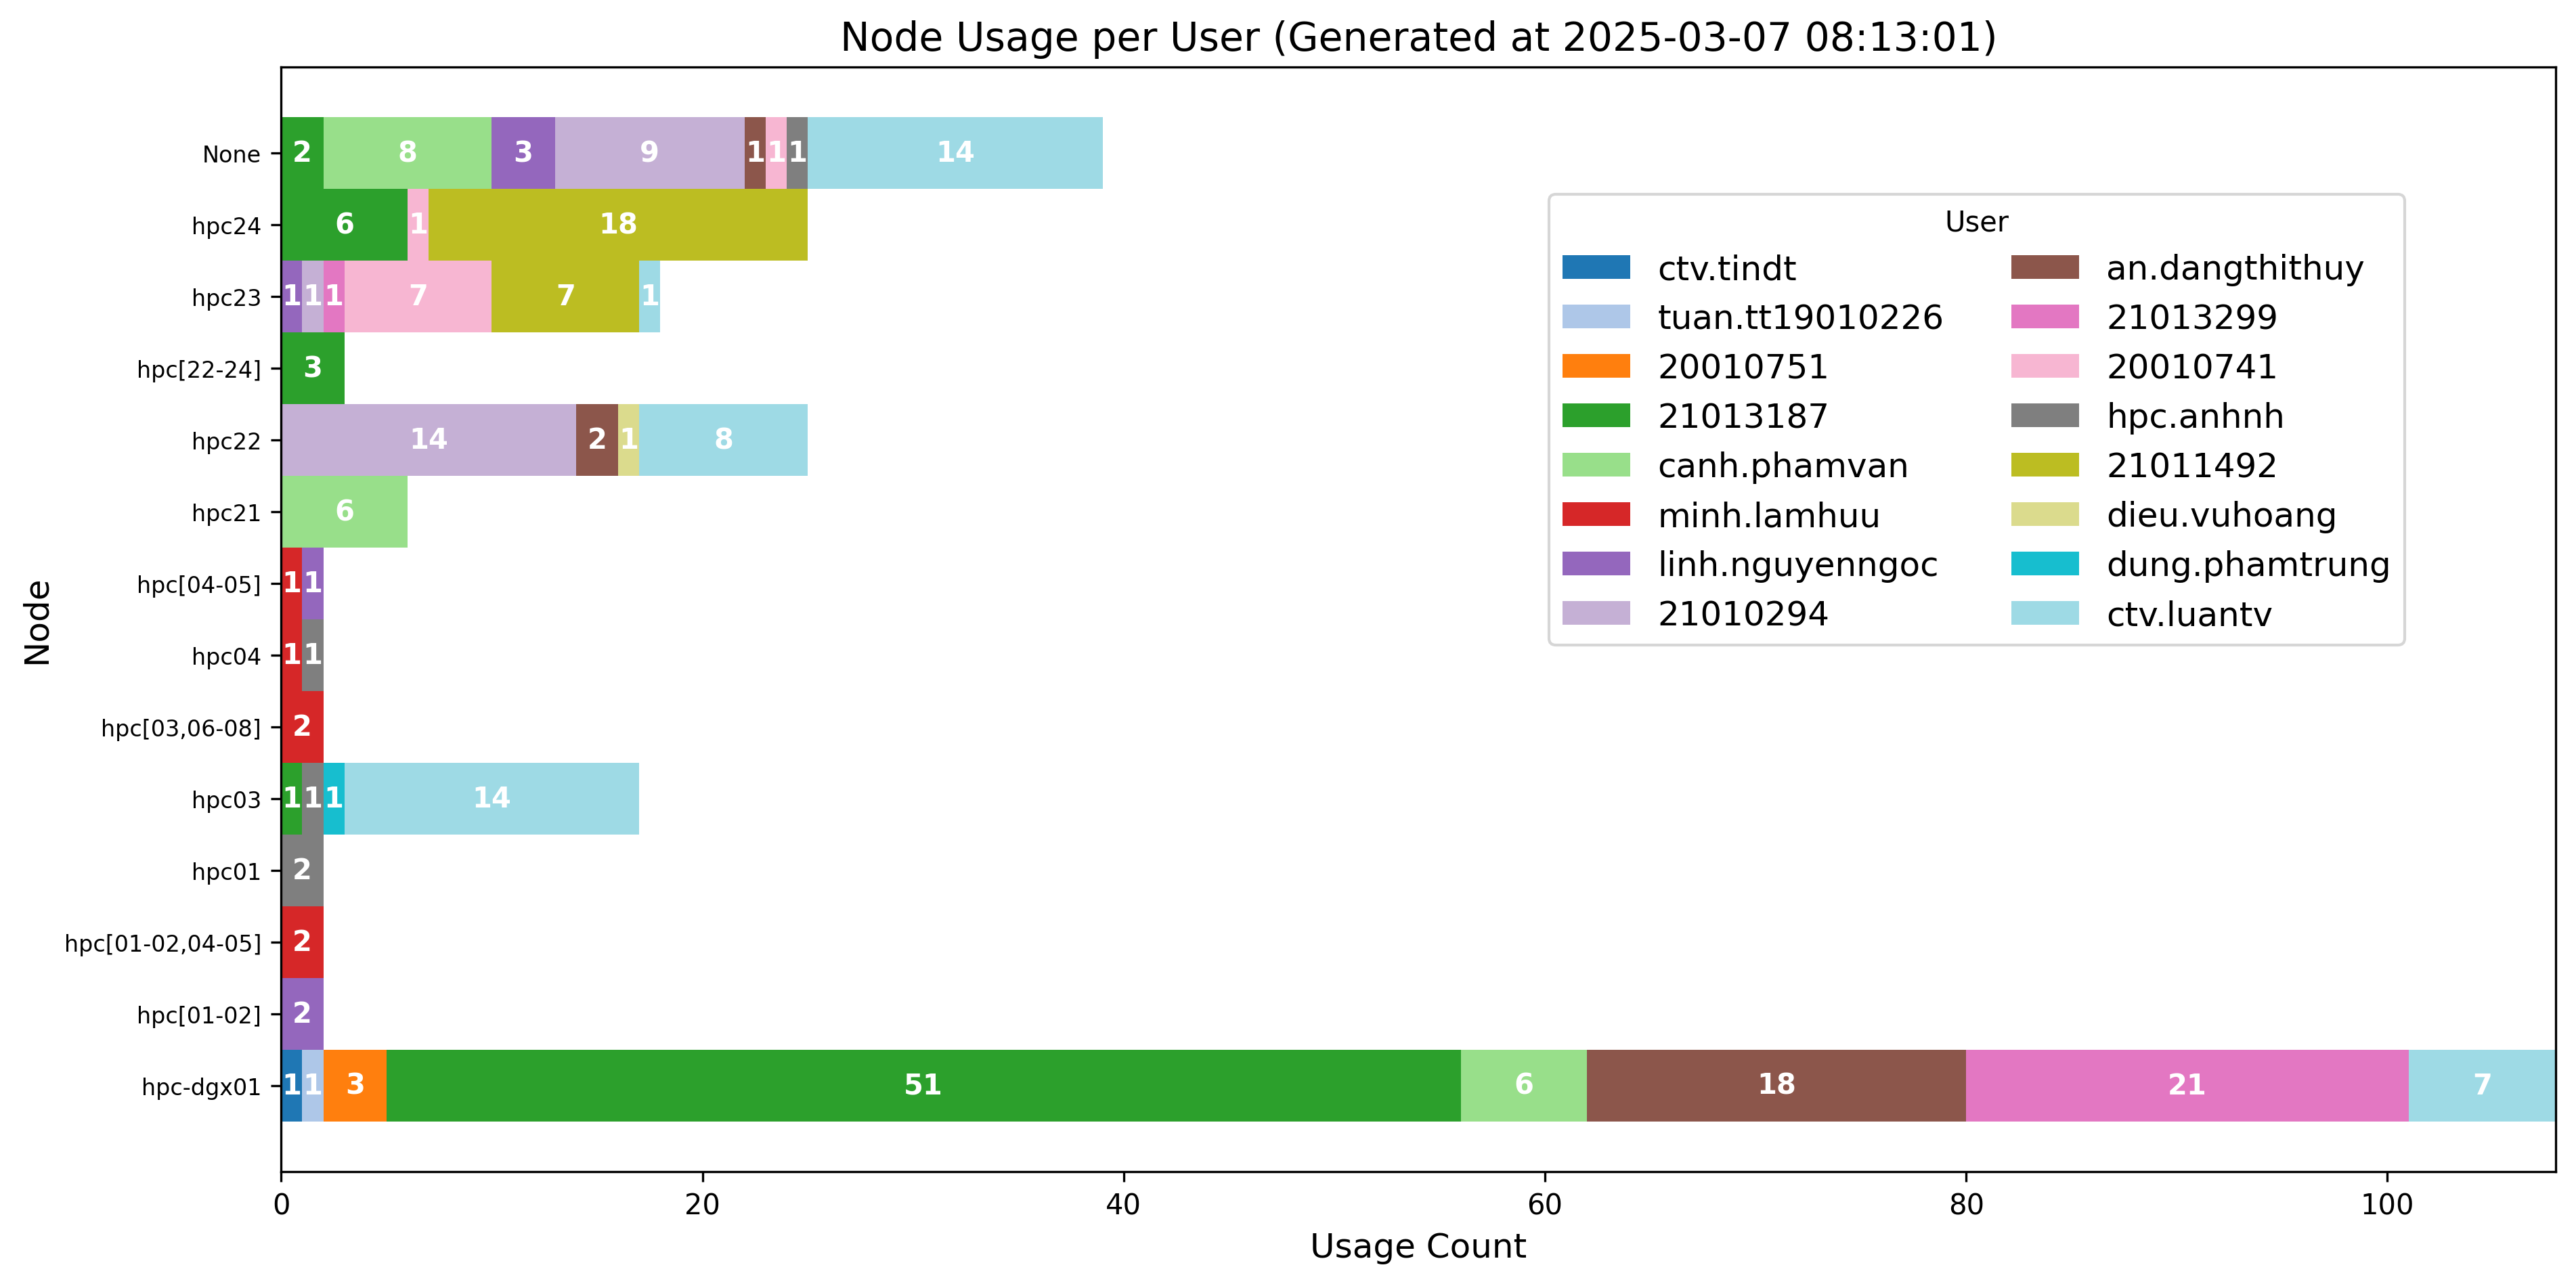 Node Usage per User (Generated at 2025-03-07 08:13:01)
None 2 8 3 9 1 1 1 14
hpc24 6 1 18
hpc23 1 1 1 7 7 1
hpc[22-24] 3
hpc22 14 2 1 8
hpc21 6
hpc[04-05] 1 1
hpc04 1 1
hpc[03,06-08] 2
hpc03 1 1 1 14
hpc01 2
hpc[01-02,04-05] 2
hpc[01-02] 2
hpc-dgx01 1 1 3 51 6 18 21 7
Node
0 20 40 60 80 100
Usage Count
User
ctv.tindt
tuan.tt19010226
20010751
21013187
canh.phamvan
minh.lamhuu
linh.nguyenngoc
21010294
an.dangthithuy
21013299
20010741
hpc.anhnh
21011492
dieu.vuhoang
dung.phamtrung
ctv.luantv